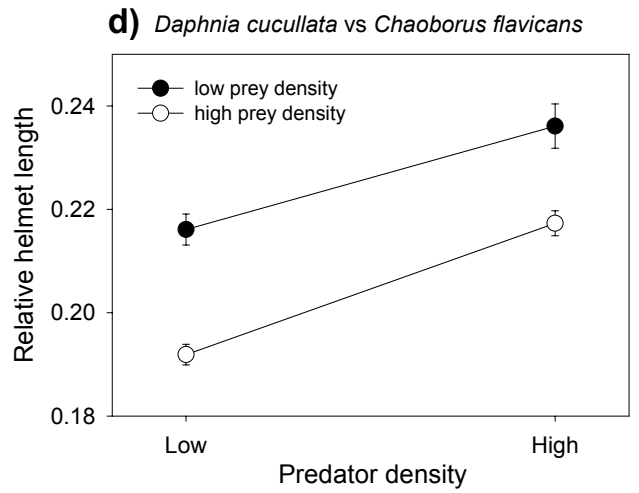 d) Daphnia cucullata vs Chaoborus flavicans
low prey density
high prey density
Relative helmet length
0.24
0.22
0.20
0.18
Low
High
Predator density